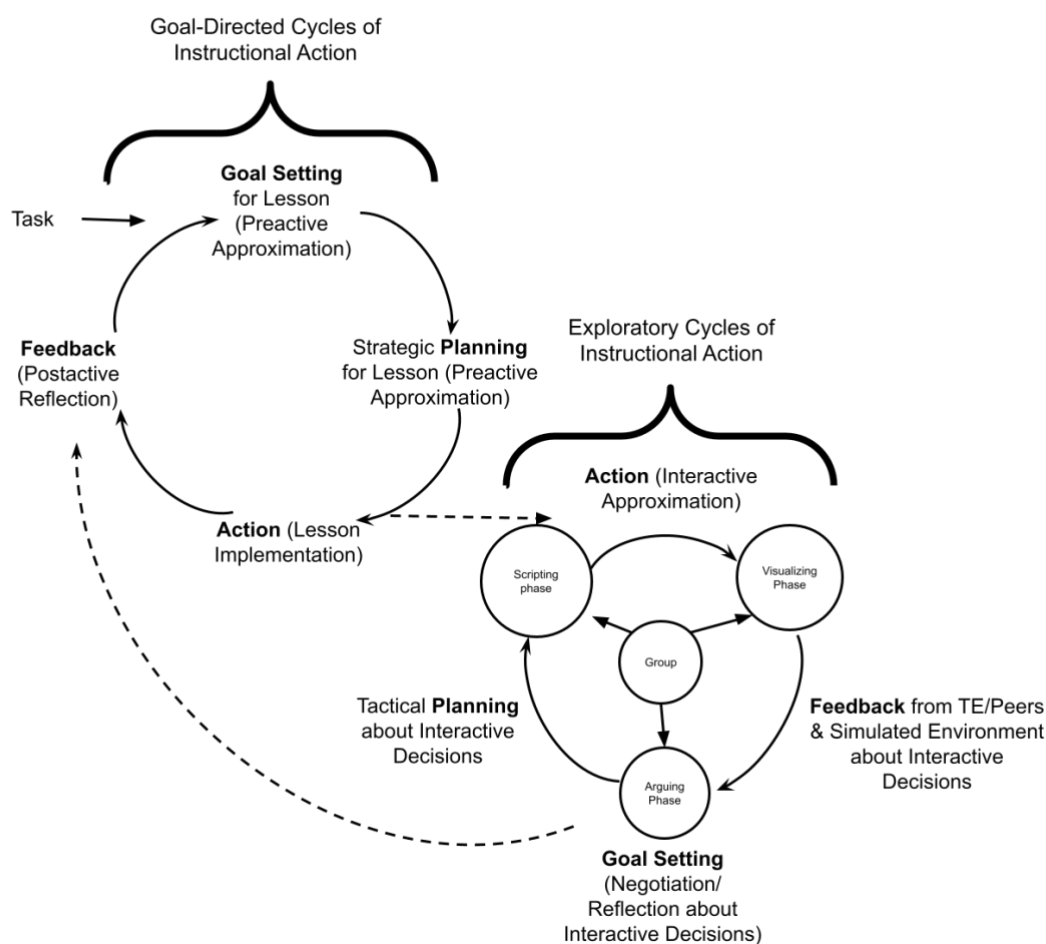 Goal-Directed Cycles of
Instructional Action
Goal Setting
for Lesson
(Preactive
Approximation)
Task
Feedback
(Postactive
Reflection)
Strategic Planning
for Lesson (Preactive
Approximation)
Action (Lesson
Implementation)
Exploratory Cycles of
Instructional Action
Action (Interactive
Approximation)
Scripting
phase
Visualizing
Phase
Group
Tactical Planning
about Interactive
Decisions
Feedback from TE/Peers
& Simulated Environment
about Interactive
Decisions
Arguing
Phase
Goal Setting
(Negotiation/
Reflection about
Interactive Decisions)